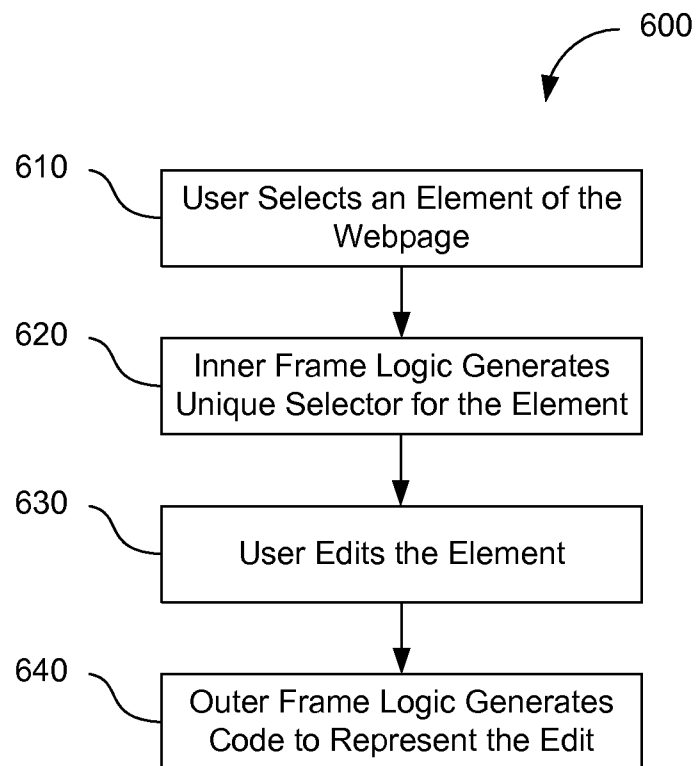 600
610
User Selects an Element of the
Webpage
620
Inner Frame Logic Generates
Unique Selector for the Element
630
User Edits the Element
640
Outer Frame Logic Generates
Code to Represent the Edit